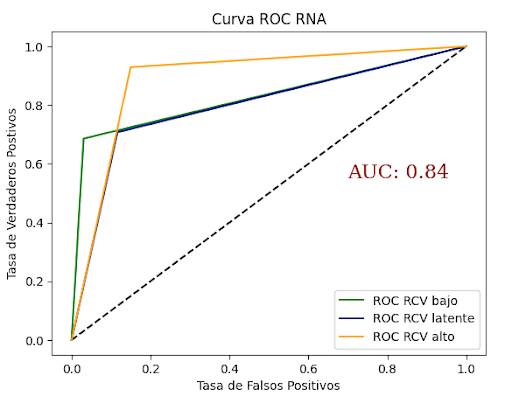 Curva ROC RNA
1.0
0.8
0.6
0.4
0.2
0.0
Tasa de Verdaderos Postivos
AUC: 0.84
ROC RCV bajo
ROC RCV latente
ROC RCV alto
0.0 0.2 0.4 0.6 0.8 1.0
Tasa de Falsos Positivos